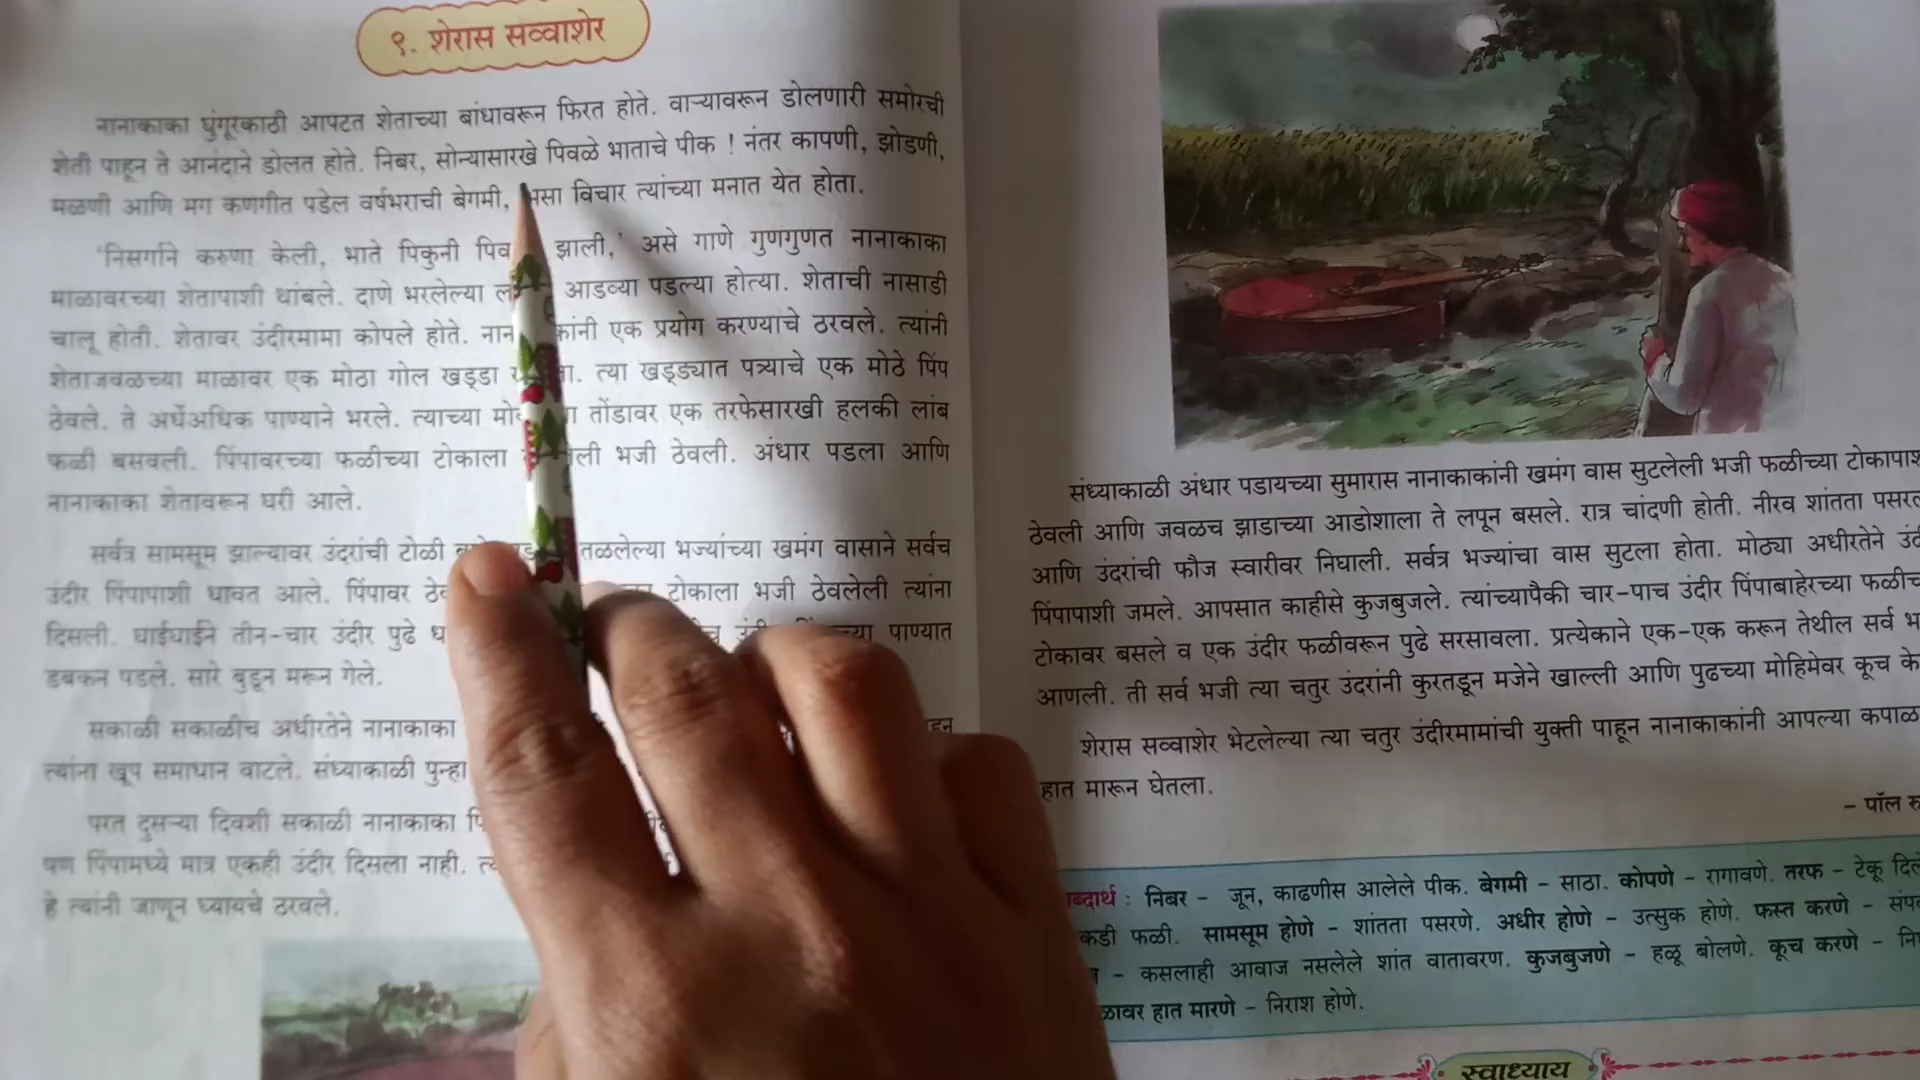 ९. शेरास सव्वाशेर
नानाकाका घुंगूरकाठी आपटत शेताच्या बांधावरून फिरत होते. वाऱ्यावरून डोलणारी समोरची
शेती पाहून ते आनंदाने डोलत होते. निबर, सोन्यासारखे पिवळे भाताचे पीक ! नंतर कापणी, झोडणी,
मळणी आणि मग कणगीत पडेल वर्षभराची बेगमी, विचार त्यांच्या मनात येत होता.
'निसर्गाने करुणा केली, भाते पिकुनी झाली,' असे गाणे गुणगुणत नानाकाका
माळावरच्या शेतापाशी थांबले. दाणे भरलेल्या आडव्या पडल्या होत्या. शेताची नासाडी
चालू होती. शेतावर उंदीरमामा कोपले होते. एक प्रयोग करण्याचे ठरवले. त्यांनी
शेताजवळच्या माळावर एक मोठा गोल खड्डा त्या खड्ड्यात पत्र्याचे एक मोठे पिंप
ठेवले. ते अर्धेअधिक पाण्याने भरले. त्याच्या तोंडावर एक तरफेसारखी हलकी लांब
फळी बसवली. पिंपावरच्या फळीच्या टोकाला भजी ठेवली. अंधार पडला आणि
नानाकाका शेतावरून घरी आले.
सर्वत्र सामसूम झाल्यावर उंदरांची टोळी तळलेल्या भज्यांच्या खमंग वासाने सर्वच
उंदीर पिंपापाशी धावत आले. पिंपावर टोकाला भजी ठेवलेली त्यांना
दिसली. घाईघाईने तीन-चार उंदीर पुढे पाण्यात
डबकन पडले. सारे बुडून मरून गेले.
सकाळी सकाळीच अधीरतेने नानाकाका
त्यांना खूप समाधान वाटले. संध्याकाळी पुन्हा
परत दुसऱ्या दिवशी सकाळी नानाकाका
पण पिंपामध्ये मात्र एकही उंदीर दिसला नाही.
हे त्यांनी जाणून घ्यायचे ठरवले.
संध्याकाळी अंधार पडायच्या सुमारास नानाकाकांनी खमंग वास सुटलेली भजी फळीच्या
ठेवली आणि जवळच झाडाच्या आडोशाला ते लपून बसले. रात्र चांदणी होती. नीरव शांतता
आणि उंदरांची फौज स्वारीवर निघाली. सर्वत्र भज्यांचा वास सुटला होता. मोठ्या अधीरतेने
पिंपापाशी जमले. आपसात काहीसे कुजबुजले. त्यांच्यापैकी चार-पाच उंदीर पिंपाबाहेरच्या
टोकावर बसले व एक उंदीर फळीवरून पुढे सरसावला. प्रत्येकाने एक-एक करून तेथील सर्व
आणली. ती सर्व भजी त्या चतुर उंदरांनी कुरतडून मजेने खाल्ली आणि पुढच्या मोहिमेवर कूच
शेरास सव्वाशेर भेटलेल्या त्या चतुर उंदीरमामांची युक्ती पाहून नानाकाकांनी आपल्या
हात मारून घेतला.
– पॉल
निबर – जून, काढणीस आलेले पीक. बेगमी – साठा. कोपणे – रागावणे. तरफ – टेकू
फळी. सामसूम होणे – शांतता पसरणे. अधीर होणे – उत्सुक होणे. फस्त करणे –
– कसलाही आवाज नसलेले शांत वातावरण. कुजबुजणे – हळू बोलणे. कूच करणे –
हात मारणे – निराश होणे.
स्वाध्याय